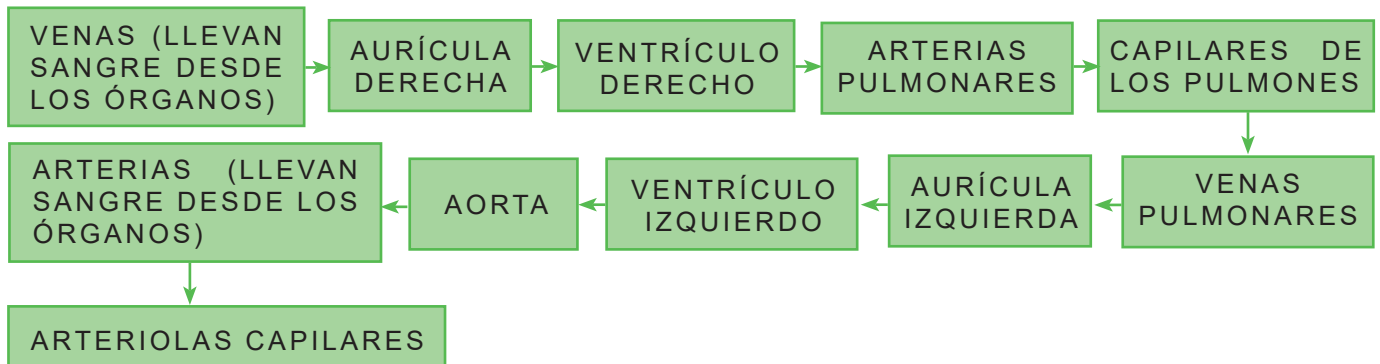 VENAS (LLEVAN
SANGRE DESDE
LOS ÓRGANOS)
AURÍCULA
DERECHA
VENTRÍCULO
DERECHO
ARTERIAS
PULMONARES
CAPILARES DE
LOS PULMONES
VENAS
PULMONARES
AURÍCULA
IZQUIERDA
VENTRÍCULO
IZQUIERDO
AORTA
ARTERIAS (LLEVAN
SANGRE DESDE LOS
ÓRGANOS)
ARTERIOLAS CAPILARES